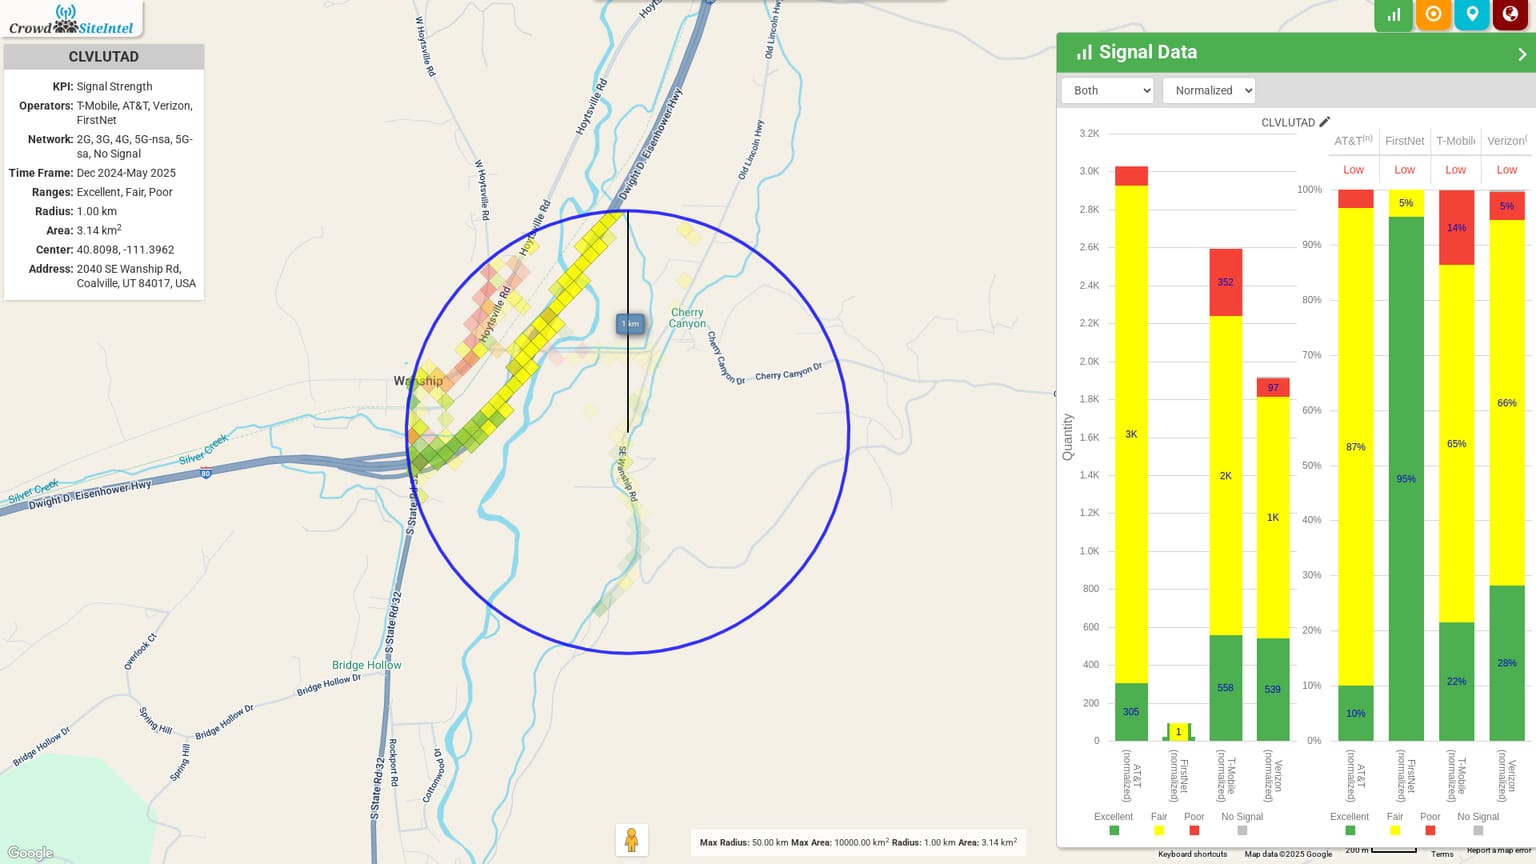 CrowdSiteIntel
CLVLUTAD
KPI: Signal Strength
Operators: T-Mobile, AT&T, Verizon,
FirstNet
Network: 2G, 3G, 4G, 5G-nsa, 5G-
sa, No Signal
Time Frame: Dec 2024-May 2025
Ranges: Excellent, Fair, Poor
Radius: 1.00 km
Area: 3.14 km2
Center: 40.8098, -111.3962
Address: 2040 SE Wanship Rd,
Coalville, UT 84017, USA
W Hoytsville Rd
W Hoytsville Rd
Hoytsville Rd
Hoytsville Rd
Hoytsville Rd
Dwight D. Eisenhower Hwy
Old Lincoln Hwy
Old Lincoln Hwy
1 km
Cherry
Canyon
Cherry Canyon Dr
Cherry Canyon Dr
Wanship
Silver Creek
Silver Creek
80
Dwight D. Eisenhower Hwy
S State Rd 32
SE Wanship Rd
S State Rd 32
Overlook Ct
Bridge Hollow
Bridge Hollow Dr
Bridge Hollow Dr
Bridge Hollow Dr
Spring Hill
Spring Hill
S State Rd 32
Rockport Rd
Google
Max Radius: 50.00 km Max Area: 10000.00 km2 Radius: 1.00 km Area: 3.14 km2
Signal Data
Both
Normalized
CLVLUTAD
3.2K
3.0K
2.8K
2.6K
2.4K
2.2K
2.0K
1.8K
1.6K
1.4K
1.2K
1.0K
800
600
400
200
0
Quantity
3K
305
1
352
2K
558
97
1K
539
AT&T
(normalized)
FirstNet
(normalized)
T-Mobile
(normalized)
Verizon
(normalized)
Excellent Fair Poor No Signal
AT&T(n) FirstNet T-Mobile Verizon(
Low Low Low Low
100%
90%
80%
70%
60%
50%
40%
30%
20%
10%
0%
87%
10%
5%
95%
14%
65%
22%
5%
66%
28%
AT&T
(normalized)
FirstNet
(normalized)
T-Mobile
(normalized)
Verizon
(normalized)
Excellent Fair Poor No Signal
Keyboard shortcuts Map data ©2025 Google 200 m Terms Report a map error